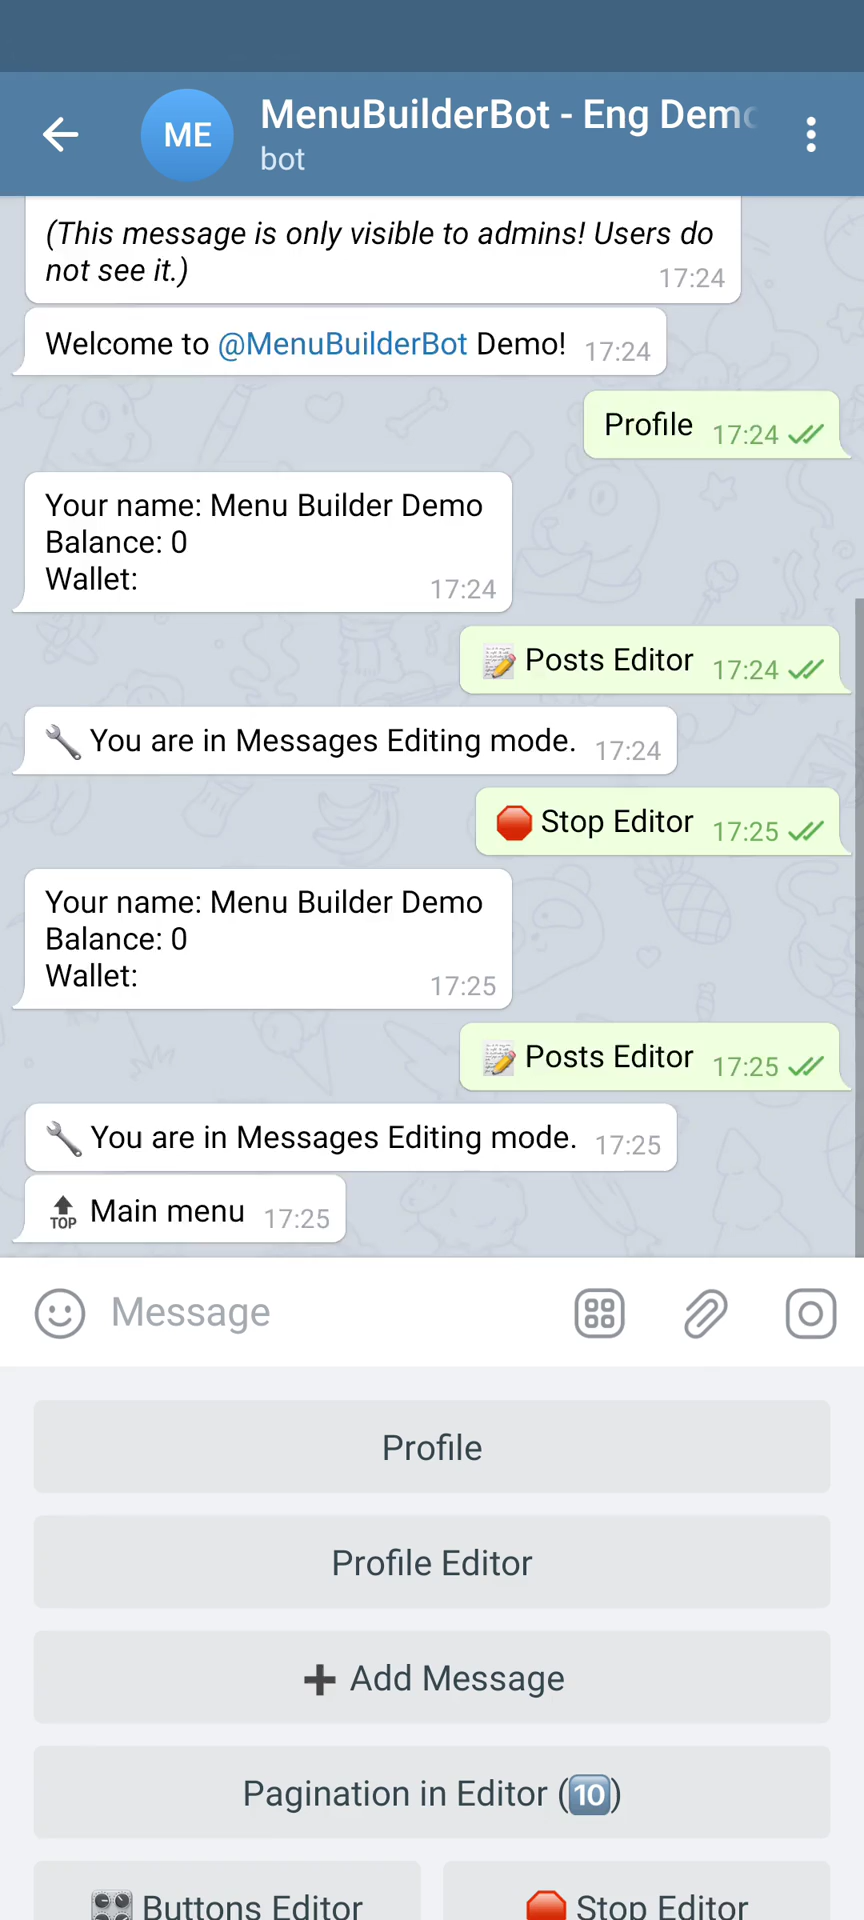 ME
MenuBuilderBot - Eng Demo
bot
(This message is only visible to admins! Users do
not see it.)
17:24
Welcome to @MenuBuilderBot Demo! 17:24
Profile 17:24
Your name: Menu Builder Demo
Balance: 0
Wallet:
17:24
📝 Posts Editor 17:24
🔧 You are in Messages Editing mode. 17:24
🛑 Stop Editor 17:25
Your name: Menu Builder Demo
Balance: 0
Wallet:
17:25
📝 Posts Editor 17:25
🔧 You are in Messages Editing mode. 17:25
🔝 Main menu 17:25
Message
Profile
Profile Editor
➕ Add Message
Pagination in Editor (🔟)
🎛 Buttons Editor
🛑 Stop Editor